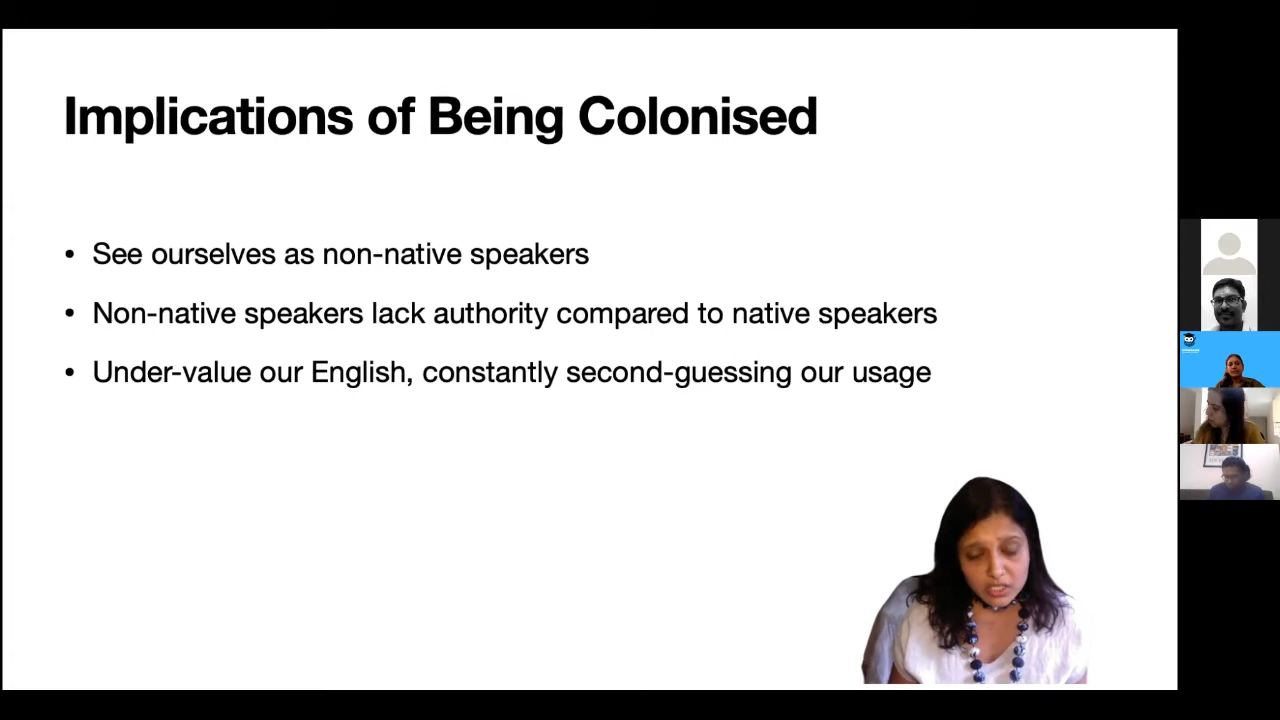 Implications of Being Colonised
• See ourselves as non-native speakers
• Non-native speakers lack authority compared to native speakers
• Under-value our English, constantly second-guessing our usage